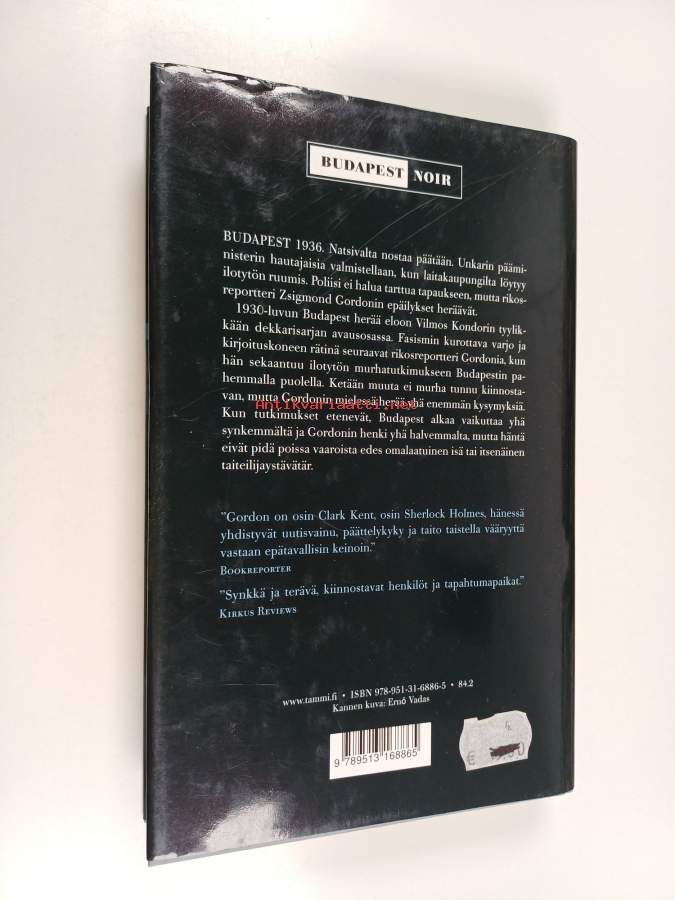 BUDAPEST NOIR
BUDAPEST 1936. Natsivalta nostaa päätään. Unkarin päämi-
nisterin hautajaisia valmistellaan, kun laitakaupungilta löytyy
ilotytön ruumis. Poliisi ei halua tarttua tapaukseen, mutta rikos-
reportteri Zsigmond Gordonin epäilykset heräävät.
1930-luvun Budapest herää eloon Vilmos Kondorin tyylik-
kään dekkarisarjan avausosassa. Fasismin kurottava varjo ja
kirjoituskoneen rätinä seuraavat rikosreportteri Gordonia, kun
hän sekaantuu ilotytön murhatutkimukseen Budapestin pa-
hemmalla puolella. Ketään muuta ei murha tunnu kiinnosta-
van, mutta Gordonin mielessä herää yhä enemmän kysymyksiä.
Antikvariaatti.net
Kun tutkimukset etenevät, Budapest alkaa vaikuttaa yhä
synkemmältä ja Gordonin henki yhä halvemmalta, mutta häntä
eivät pidä poissa vaaroista edes omalaatuinen isä tai itsenäinen
taiteilijaystävätär.
"Gordon on osin Clark Kent, osin Sherlock Holmes, hänessä
yhdistyvät uutisvainu, päättelykyky ja taito taistella vääryyttä
vastaan epätavallisin keinoin."
BOOKREPORTER
"Synkkä ja terävä, kiinnostavat henkilöt ja tapahtumapaikat."
KIRKUS REVIEWS
www.tammi.fi • ISBN 978-951-31-6886-5 • 84.2
Kannen kuva: Ernő Vadas
9 789513 168865
€